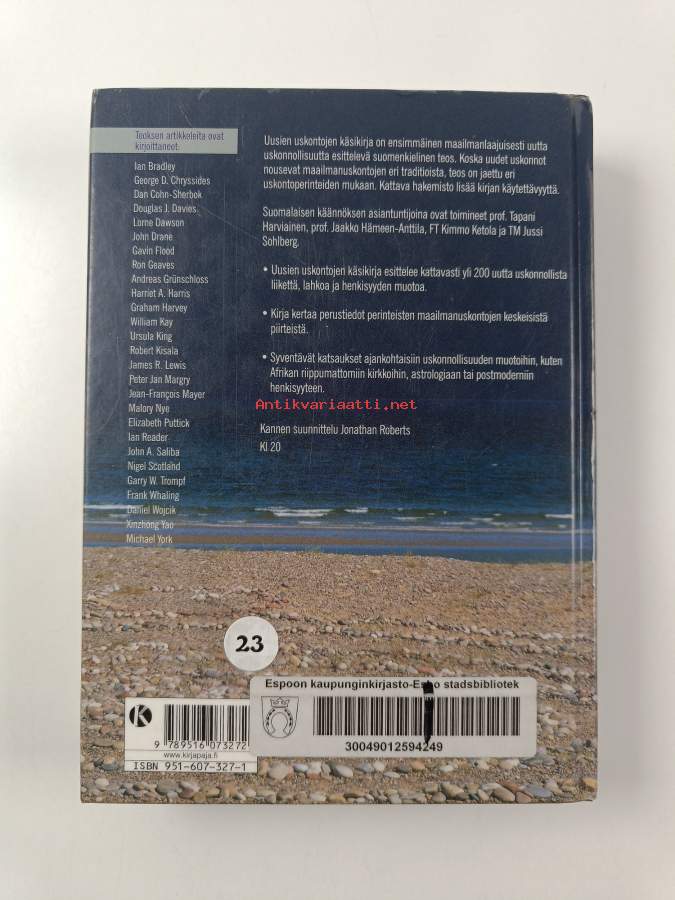 Teoksen artikkeleita ovat
kirjoittaneet:
Ian Bradley
George D. Chryssides
Dan Cohn-Sherbok
Douglas J. Davies
Lorne Dawson
John Drane
Gavin Flood
Ron Geaves
Andreas Grünschloss
Harriet A. Harris
Graham Harvey
William Kay
Ursula King
Robert Kisala
James R. Lewis
Peter Jan Margry
Jean-François Mayer
Malory Nye
Elizabeth Puttick
Ian Reader
John A. Saliba
Nigel Scotland
Garry W. Trompf
Frank Whaling
Daniel Wojcik
Xinzhong Yao
Michael York
Uusien uskontojen käsikirja on ensimmäinen maailmanlaajuisesti uutta
uskonnollisuutta esittelevä suomenkielinen teos. Koska uudet uskonnot
nousevat maailmanuskontojen eri traditioista, teos on jaettu eri
uskontoperinteiden mukaan. Kattava hakemisto lisää kirjan käytettävyyttä.
Suomalaisen käännöksen asiantuntijoina ovat toimineet prof. Tapani
Harviainen, prof. Jaakko Hämeen-Anttila, FT Kimmo Ketola ja TM Jussi
Sohlberg.
• Uusien uskontojen käsikirja esittelee kattavasti yli 200 uutta uskonnollista
liikettä, lahkoa ja henkisyyden muotoa.
• Kirja kertaa perustiedot perinteisten maailmanuskontojen keskeisistä
piirteistä.
• Syventävät katsaukset ajankohtaisiin uskonnollisuuden muotoihin, kuten
Afrikan riippumattomiin kirkkoihin, astrologiaan tai postmoderniin
henkisyyteen.
Antikvariaatti.net
Kannen suunnittelu Jonathan Roberts
Kl 20
23
Espoon kaupunginkirjasto-Esbo stadsbibliotek
30049012594249
K
9 789516 073272
www.kirjapaja.fi
ISBN 951-607-327-1